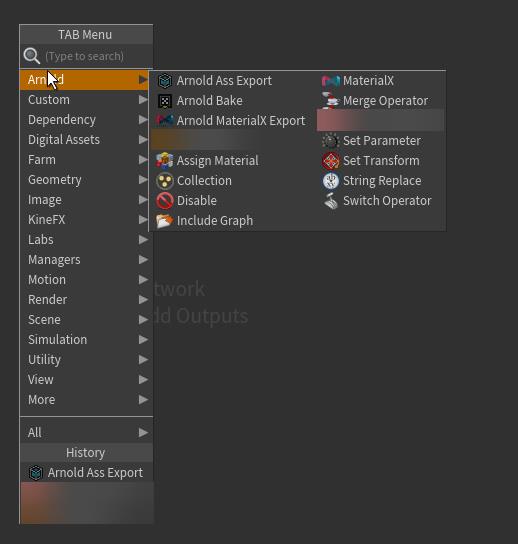 TAB Menu
(Type to search)
Arnold
Custom
Dependency
Digital Assets
Farm
Geometry
Image
KineFX
Labs
Managers
Motion
Render
Scene
Simulation
Utility
View
More
All
History
Arnold Ass Export
Arnold Ass Export
Arnold Bake
Arnold MaterialX Export
Assign Material
Collection
Disable
Include Graph
MaterialX
Merge Operator
Set Parameter
Set Transform
String Replace
Switch Operator
twork
dd Outputs